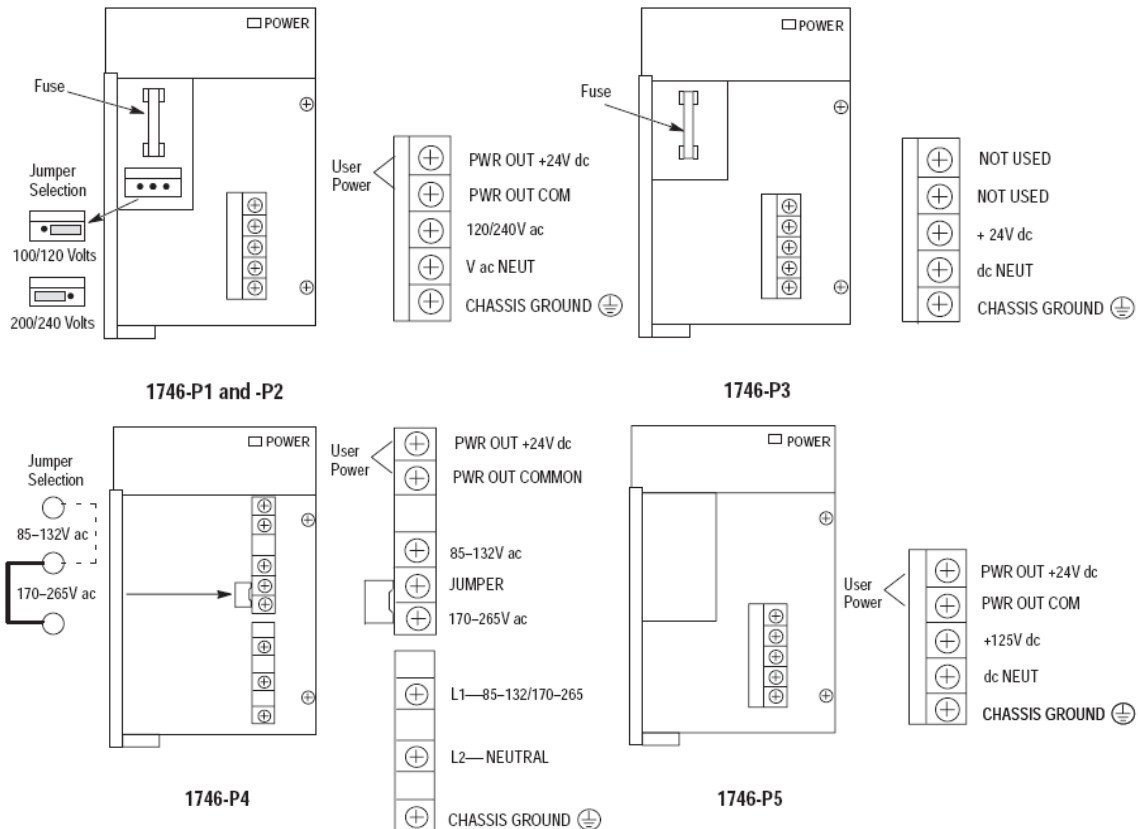 POWER
Fuse
Jumper
Selection
100/120 Volts
200/240 Volts
User
Power
PWR OUT +24V dc
PWR OUT COM
120/240V ac
V ac NEUT
CHASSIS GROUND
1746-P1 and -P2
POWER
Fuse
NOT USED
NOT USED
+ 24V dc
dc NEUT
CHASSIS GROUND
1746-P3
POWER
Jumper
Selection
85–132V ac
170–265V ac
User
Power
PWR OUT +24V dc
PWR OUT COMMON
85–132V ac
JUMPER
170–265V ac
L1—85–132/170–265
L2— NEUTRAL
CHASSIS GROUND
1746-P4
POWER
User
Power
PWR OUT +24V dc
PWR OUT COM
+125V dc
dc NEUT
CHASSIS GROUND
1746-P5